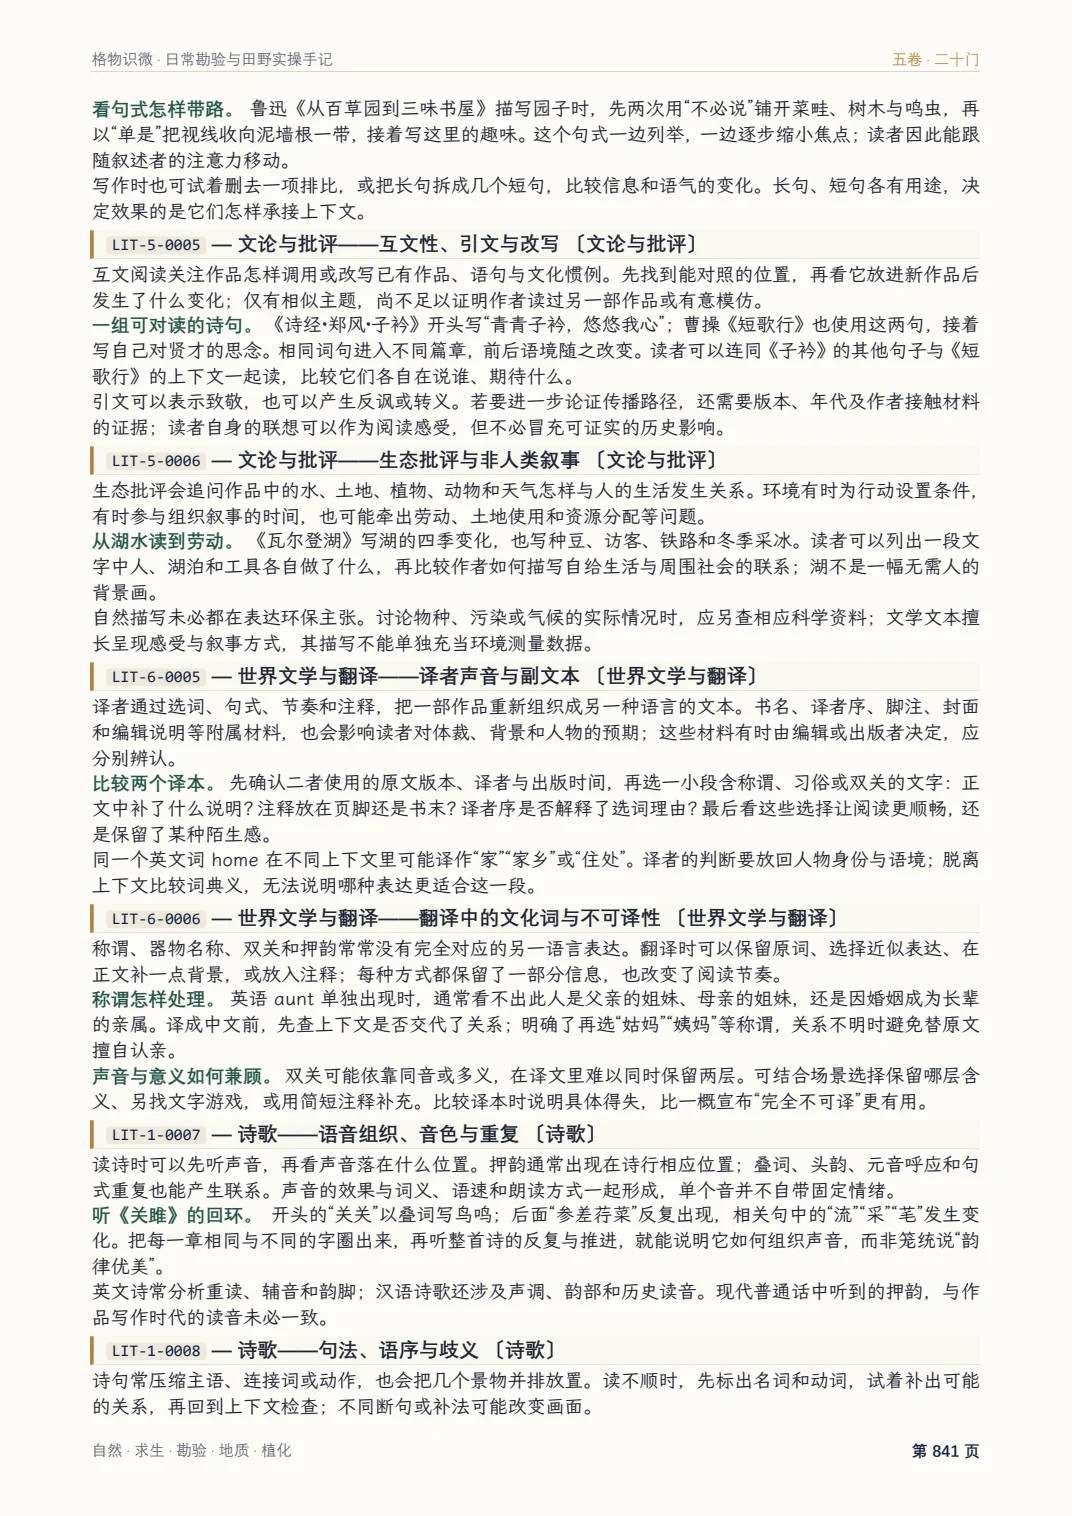 格物识微 · 日常勘验与田野实操手记
五卷 · 二十门
看句式怎样带路。 鲁迅《从百草园到三味书屋》描写园子时，先两次用“不必说”铺开菜畦、树木与鸣虫，再
以“单是”把视线收向泥墙根一带，接着写这里的趣味。这个句式一边列举，一边逐步缩小焦点；读者因此能跟
随叙述者的注意力移动。
写作时也可试着删去一项排比，或把长句拆成几个短句，比较信息和语气的变化。长句、短句各有用途，决
定效果的是它们怎样承接上下文。
LIT-5-0005 — 文论与批评——互文性、引文与改写 〔文论与批评〕
互文阅读关注作品怎样调用或改写已有作品、语句与文化惯例。先找到能对照的位置，再看它放进新作品后
发生了什么变化；仅有相似主题，尚不足以证明作者读过另一部作品或有意模仿。
一组可对读的诗句。 《诗经•郑风•子衿》开头写“青青子衿，悠悠我心”；曹操《短歌行》也使用这两句，接着
写自己对贤才的思念。相同词句进入不同篇章，前后语境随之改变。读者可以连同《子衿》的其他句子与《短
歌行》的上下文一起读，比较它们各自在说谁、期待什么。
引文可以表示致敬，也可以产生反讽或转义。若要进一步论证传播路径，还需要版本、年代及作者接触材料
的证据；读者自身的联想可以作为阅读感受，但不必冒充可证实的历史影响。
LIT-5-0006 — 文论与批评——生态批评与非人类叙事 〔文论与批评〕
生态批评会追问作品中的水、土地、植物、动物和天气怎样与人的生活发生关系。环境有时为行动设置条件，
有时参与组织叙事的时间，也可能牵出劳动、土地使用和资源分配等问题。
从湖水读到劳动。 《瓦尔登湖》写湖的四季变化，也写种豆、访客、铁路和冬季采冰。读者可以列出一段文
字中人、湖泊和工具各自做了什么，再比较作者如何描写自给生活与周围社会的联系；湖不是一幅无需人的
背景画。
自然描写未必都在表达环保主张。讨论物种、污染或气候的实际情况时，应另查相应科学资料；文学文本擅
长呈现感受与叙事方式，其描写不能单独充当环境测量数据。
LIT-6-0005 — 世界文学与翻译——译者声音与副文本 〔世界文学与翻译〕
译者通过选词、句式、节奏和注释，把一部作品重新组织成另一种语言的文本。书名、译者序、脚注、封面
和编辑说明等附属材料，也会影响读者对体裁、背景和人物的预期；这些材料有时由编辑或出版者决定，应
分别辨认。
比较两个译本。 先确认二者使用的原文版本、译者与出版时间，再选一小段含称谓、习俗或双关的文字：正
文中补了什么说明？注释放在页脚还是书末？译者序是否解释了选词理由？最后看这些选择让阅读更顺畅，还
是保留了某种陌生感。
同一个英文词 home 在不同上下文里可能译作“家”“家乡”或“住处”。译者的判断要放回人物身份与语境；脱离
上下文比较词典义，无法说明哪种表达更适合这一段。
LIT-6-0006 — 世界文学与翻译——翻译中的文化词与不可译性 〔世界文学与翻译〕
称谓、器物名称、双关和押韵常常没有完全对应的另一语言表达。翻译时可以保留原词、选择近似表达、在
正文补一点背景，或放入注释；每种方式都保留了一部分信息，也改变了阅读节奏。
称谓怎样处理。 英语 aunt 单独出现时，通常看不出此人是父亲的姐妹、母亲的姐妹，还是因婚姻成为长辈
的亲属。译成中文前，先查上下文是否交代了关系；明确了再选“姑妈”“姨妈”等称谓，关系不明时避免替原文
擅自认亲。
声音与意义如何兼顾。 双关可能依靠同音或多义，在译文里难以同时保留两层。可结合场景选择保留哪层含
义、另找文字游戏，或用简短注释补充。比较译本时说明具体得失，比一概宣布“完全不可译”更有用。
LIT-1-0007 — 诗歌——语音组织、音色与重复 〔诗歌〕
读诗时可以先听声音，再看声音落在什么位置。押韵通常出现在诗行相应位置；叠词、头韵、元音呼应和句
式重复也能产生联系。声音的效果与词义、语速和朗读方式一起形成，单个音并不自带固定情绪。
听《关雎》的回环。 开头的“关关”以叠词写鸟鸣；后面“参差荇菜”反复出现，相关句中的“流”“采”“芼”发生变
化。把每一章相同与不同的字圈出来，再听整首诗的反复与推进，就能说明它如何组织声音，而非笼统说“韵
律优美”。
英文诗常分析重读、辅音和韵脚；汉语诗歌还涉及声调、韵部和历史读音。现代普通话中听到的押韵，与作
品写作时代的读音未必一致。
LIT-1-0008 — 诗歌——句法、语序与歧义 〔诗歌〕
诗句常压缩主语、连接词或动作，也会把几个景物并排放置。读不顺时，先标出名词和动词，试着补出可能
的关系，再回到上下文检查；不同断句或补法可能改变画面。
自然 · 求生 · 勘验 · 地质 · 植化
第 841 页